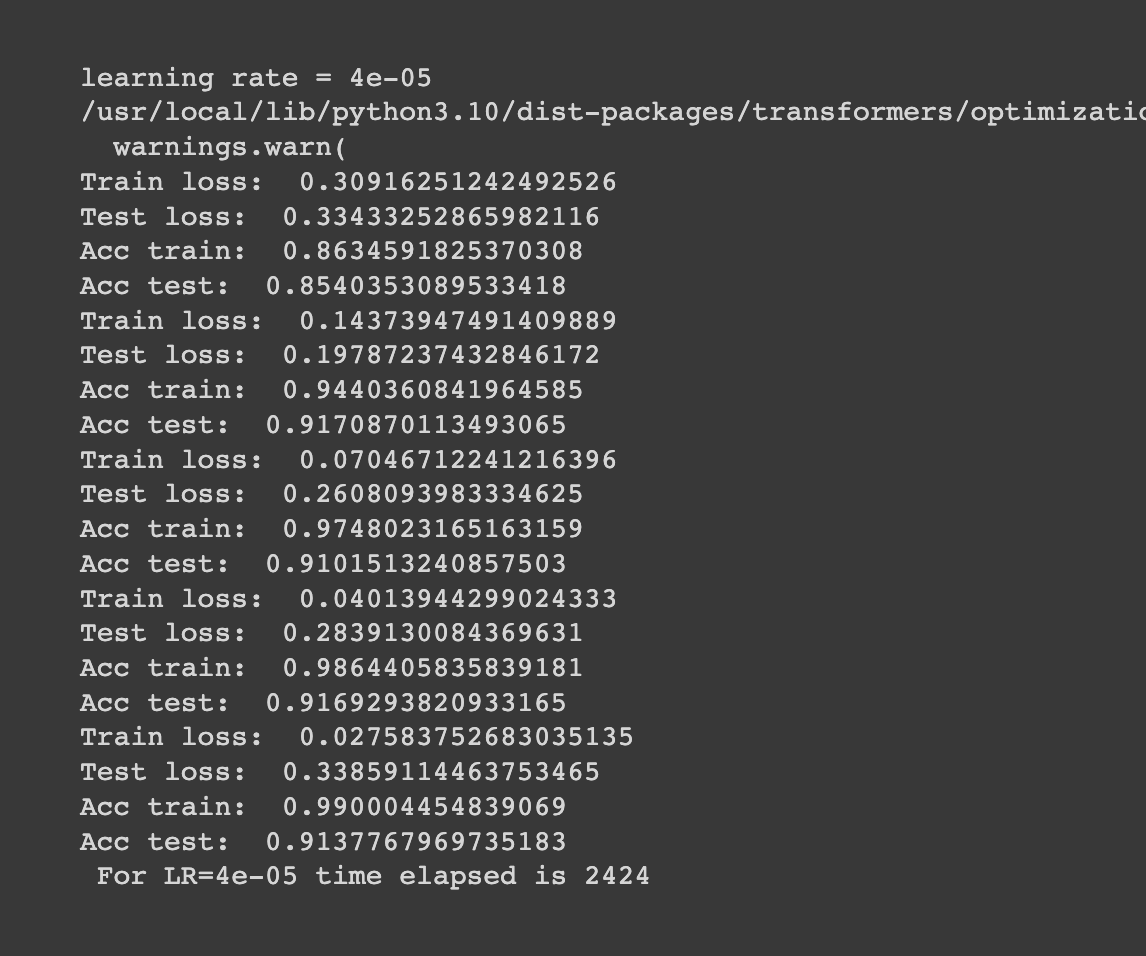 learning rate = 4e-05
/usr/local/lib/python3.10/dist-packages/transformers/optimizatio
warnings.warn(
Train loss:  0.30916251242492526
Test loss:  0.33433252865982116
Acc train:  0.8634591825370308
Acc test:  0.8540353089533418
Train loss:  0.14373947491409889
Test loss:  0.19787237432846172
Acc train:  0.9440360841964585
Acc test:  0.9170870113493065
Train loss:  0.07046712241216396
Test loss:  0.2608093983334625
Acc train:  0.9748023165163159
Acc test:  0.9101513240857503
Train loss:  0.04013944299024333
Test loss:  0.2839130084369631
Acc train:  0.9864405835839181
Acc test:  0.9169293820933165
Train loss:  0.027583752683035135
Test loss:  0.33859114463753465
Acc train:  0.990004454839069
Acc test:  0.9137767969735183
For LR=4e-05 time elapsed is 2424